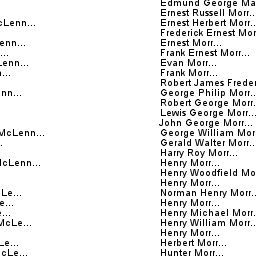 Edmund George Ma
Ernest Russell Morr...
cLenn... Ernest Herbert Morr...
Frederick Ernest Mor
enn... Ernest Morr...
... Frank Ernest Morr...
Lenn... Evan Morr...
... Frank Morr...
Robert James Freder
nn... George Philip Morr...
Robert George Morr...
Lewis George Morr...
John George Morr...
McLenn... George William Mor
. Gerald Walter Morr...
Harry Roy Morr...
McLenn... Henry Morr...
Henry Woodfield Mo
Henry Morr...
Le... Norman Henry Morr...
e... Henry Morr...
... Henry Michael Morr...
McLe... Henry William Morr...
Henry Morr...
Le... Herbert Morr...
cLe... Hunter Morr...